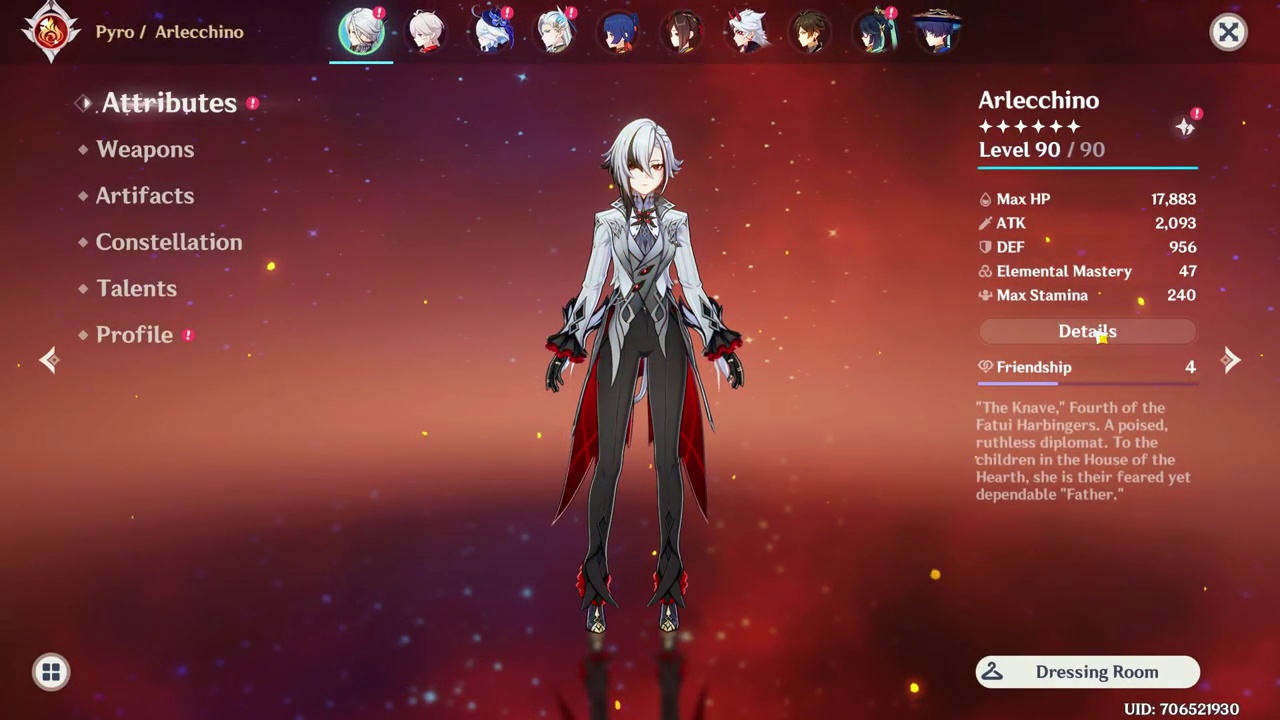 Pyro / Arlecchino
Attributes
Weapons
Artifacts
Constellation
Talents
Profile
Arlecchino
Level 90 / 90
Max HP 17,883
ATK 2,093
DEF 956
Elemental Mastery 47
Max Stamina 240
Details
Friendship 4
"The Knave," Fourth of the
Fatui Harbingers. A poised,
ruthless diplomat. To the
children in the House of the
Hearth, she is their feared yet
dependable "Father."
Dressing Room
UID: 706521930